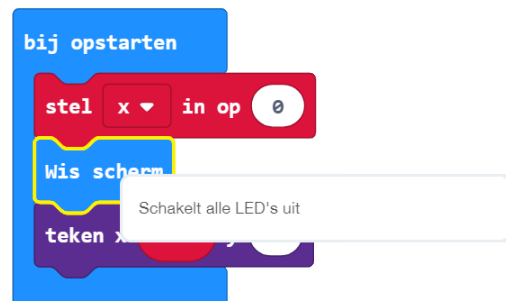 bij opstarten
stel x in op 0
Wis scherm
Schakelt alle LED's uit
teken x